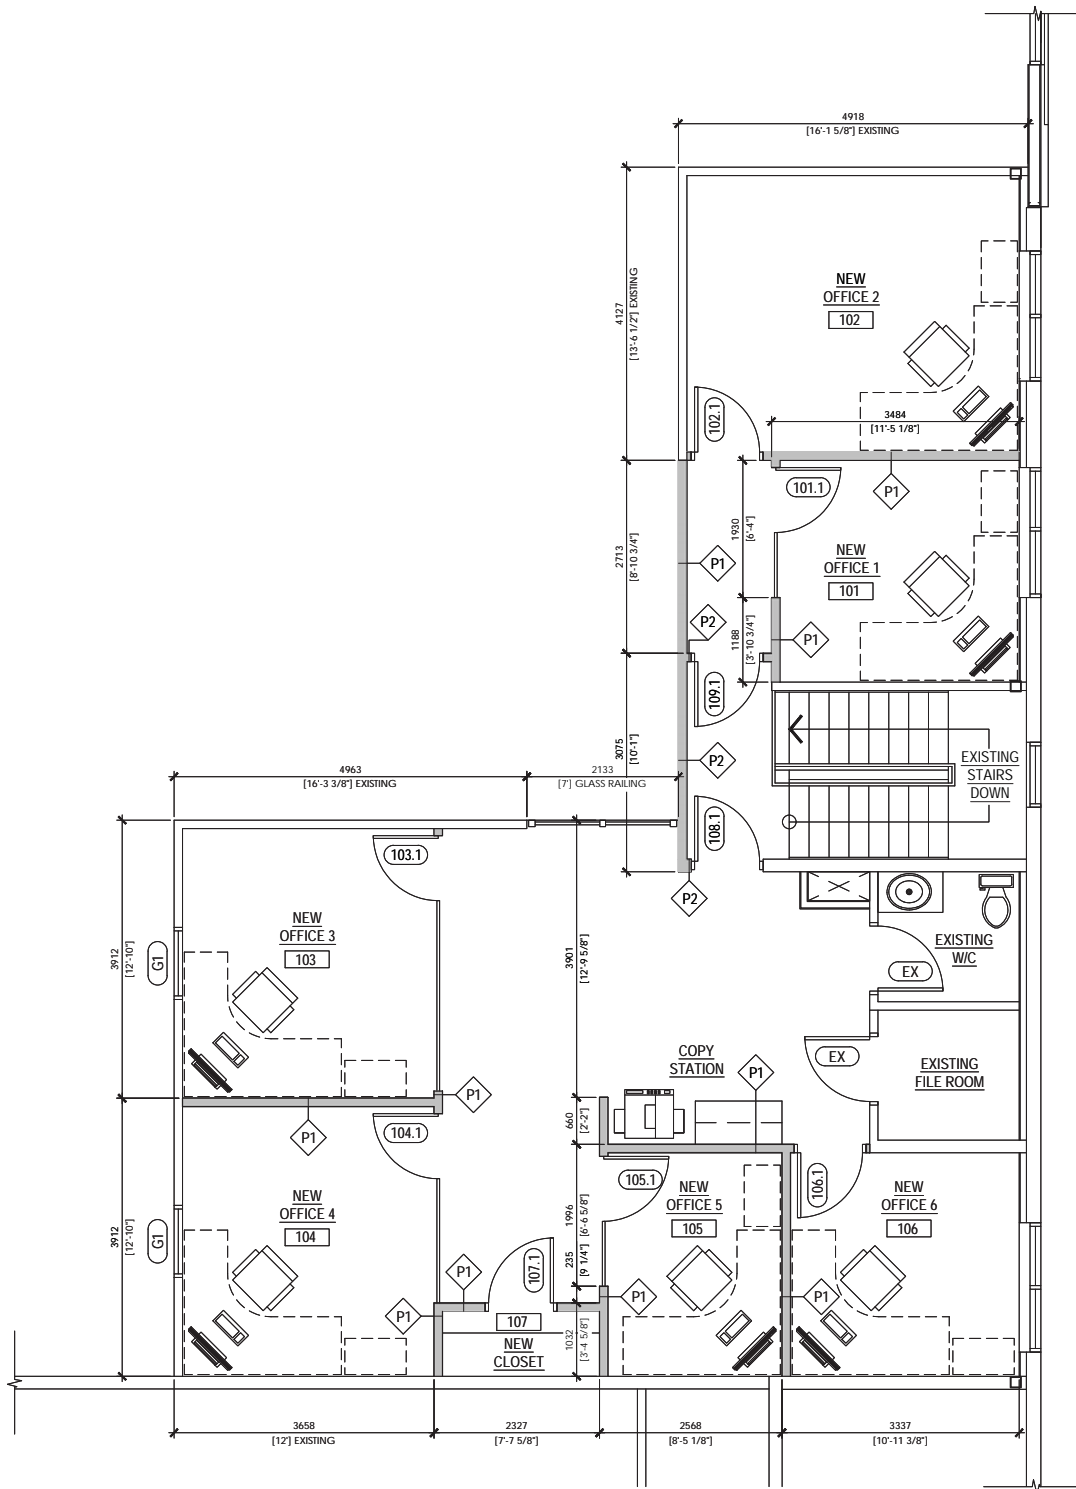 4918
[16'-1 5/8"] EXISTING
4127
[13'-6 1/2"] EXISTING
NEW
OFFICE 2
102
102.1
3484
[11'-5 1/8"]
101.1
P1
1930
[6'-4"]
2713
[8'-10 3/4"]
NEW
OFFICE 1
101
P1
P2
1188
[3'-10 3/4"]
P1
109.1
3075
[10'-1"]
P2
EXISTING
STAIRS
DOWN
4963
[16'-3 3/8"] EXISTING
2133
[7'] GLASS RAILING
108.1
103.1
P2
NEW
OFFICE 3
103
3912
[12'-10"]
G1
3901
[12'-9 5/8"]
EXISTING
W/C
EX
EX
COPY
STATION
P1
EXISTING
FILE ROOM
P1
660
[2'-2"]
P1
104.1
105.1
106.1
NEW
OFFICE 4
104
3912
[12'-10"]
G1
1996
[6'-6 5/8"]
NEW
OFFICE 5
105
NEW
OFFICE 6
106
235
[9 1/4"]
P1
107.1
P1
P1
P1
107
NEW
CLOSET
1032
[3'-4 5/8"]
3658
[12'] EXISTING
2327
[7'-7 5/8"]
2568
[8'-5 1/8"]
3337
[10'-11 3/8"]